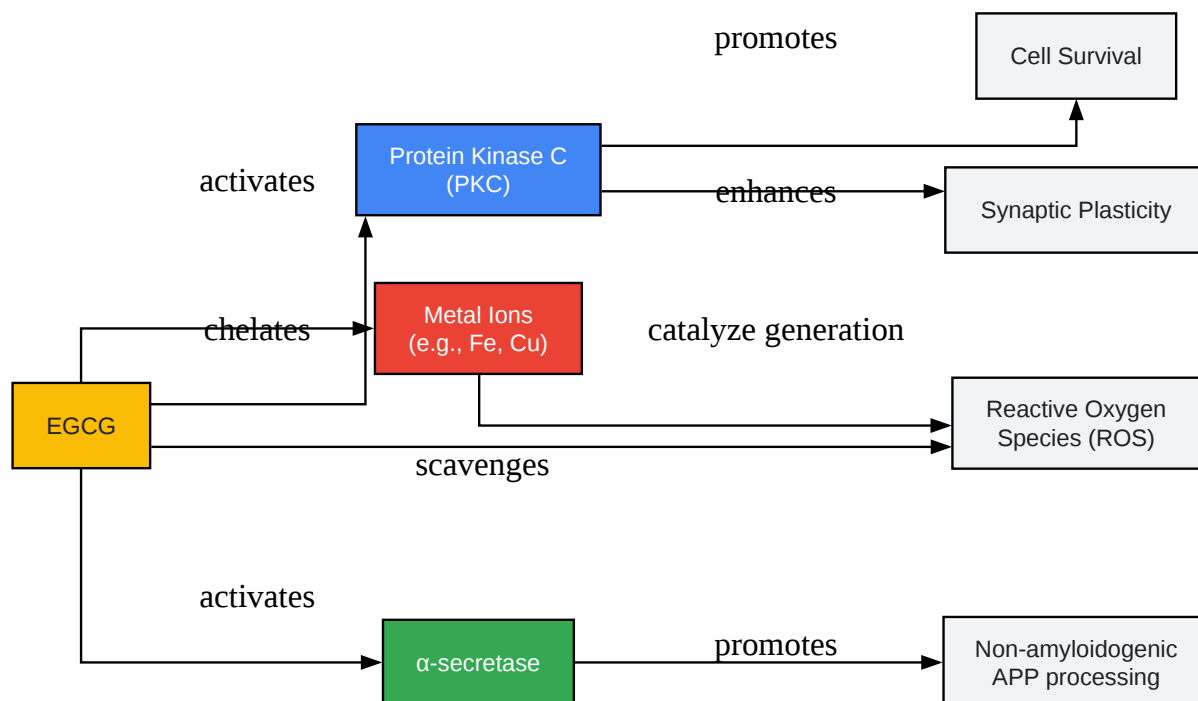 promotes
Cell Survival
Protein Kinase C
(PKC)
activates
enhances
Synaptic Plasticity
chelates
Metal Ions
(e.g., Fe, Cu)
catalyze generation
EGCG
Reactive Oxygen
Species (ROS)
scavenges
activates
α-secretase
promotes
Non-amyloidogenic
APP processing